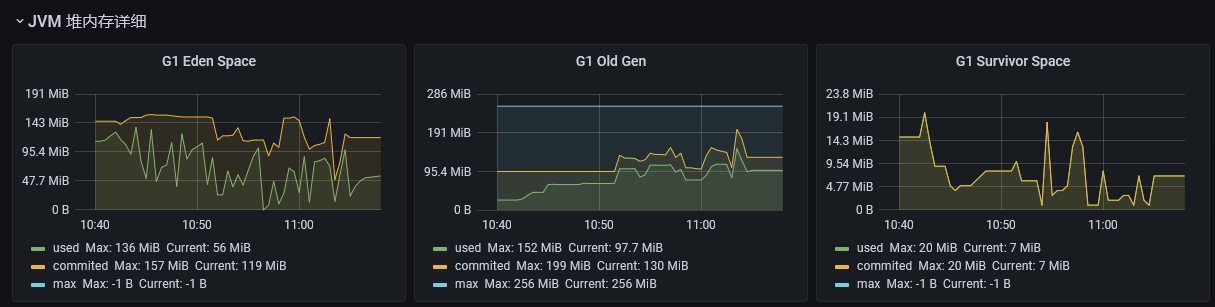 JVM 堆内存详细
G1 Eden Space
191 MiB
143 MiB
95.4 MiB
47.7 MiB
0 B
10:40 10:50 11:00
used Max: 136 MiB Current: 56 MiB
commited Max: 157 MiB Current: 119 MiB
max Max: -1 B Current: -1 B
G1 Old Gen
286 MiB
191 MiB
95.4 MiB
0 B
10:40 10:50 11:00
used Max: 152 MiB Current: 97.7 MiB
commited Max: 199 MiB Current: 130 MiB
max Max: 256 MiB Current: 256 MiB
G1 Survivor Space
23.8 MiB
19.1 MiB
14.3 MiB
9.54 MiB
4.77 MiB
0 B
10:40 10:50 11:00
used Max: 20 MiB Current: 7 MiB
commited Max: 20 MiB Current: 7 MiB
max Max: -1 B Current: -1 B